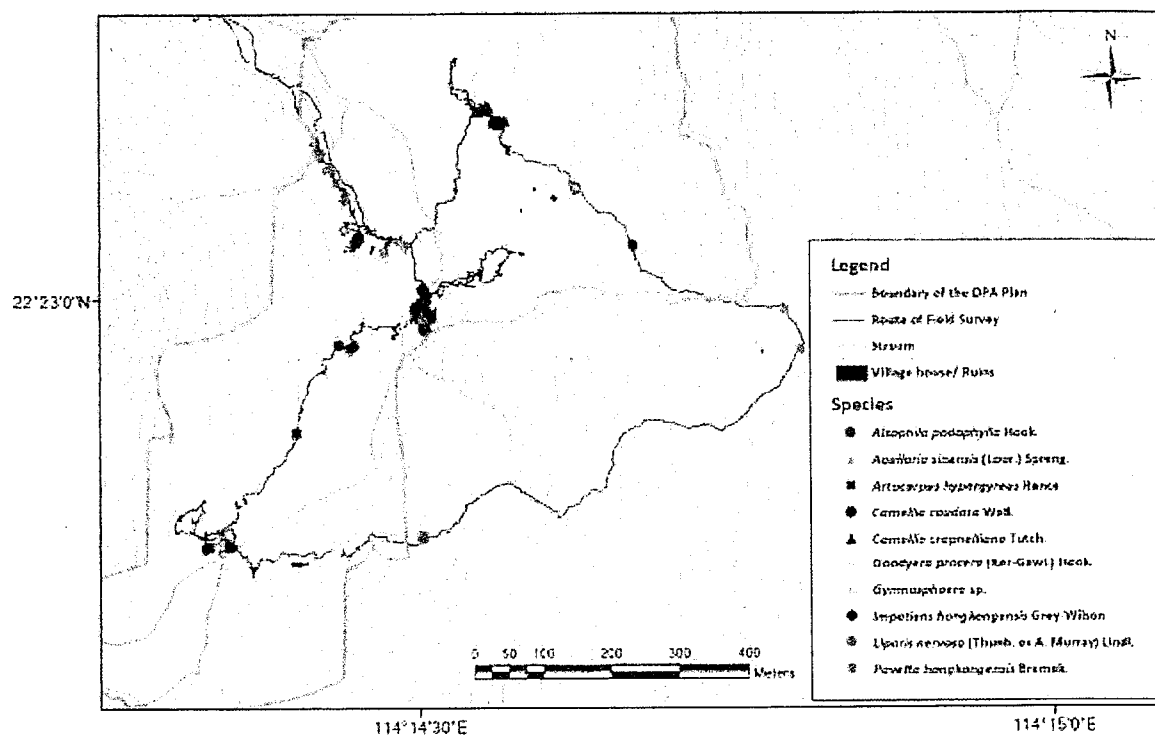 N
22°23'0"N
Legend
Boundary of the DPA Plan
Route of Field Survey
Stream
Village house/ Ruins
Species
Alsophila podophylla Hook.
Aquilaria sinensis (Lour.) Spreng.
Artocarpus hypargyreus Hance
Camellia caudata Wall.
Camellia crapnelliana Tutch.
Goodyera procera (Ker-Gawl.) Hook.
Gymnosphaera sp.
Impatiens hongkongensis Grey-Wilson
Liparis nervosa (Thunb. ex A. Murray) Lindl.
Pavetta hongkongensis Bremek.
0 50 100 200 300 400
Meters
114°14'30"E
114°15'0"E